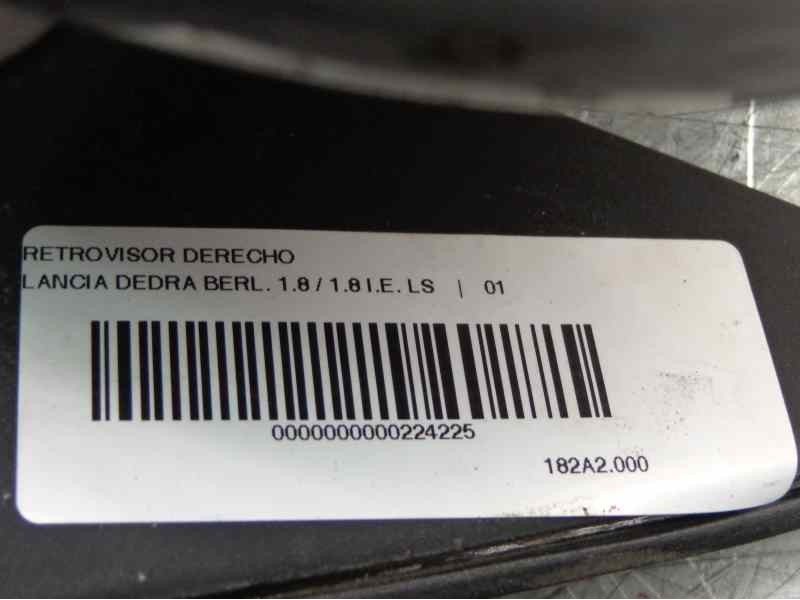 RETROVISOR DERECHO
LANCIA DEDRA BERL. 1.8 / 1.8 I.E. LS | 01
0000000000224225
182A2.000